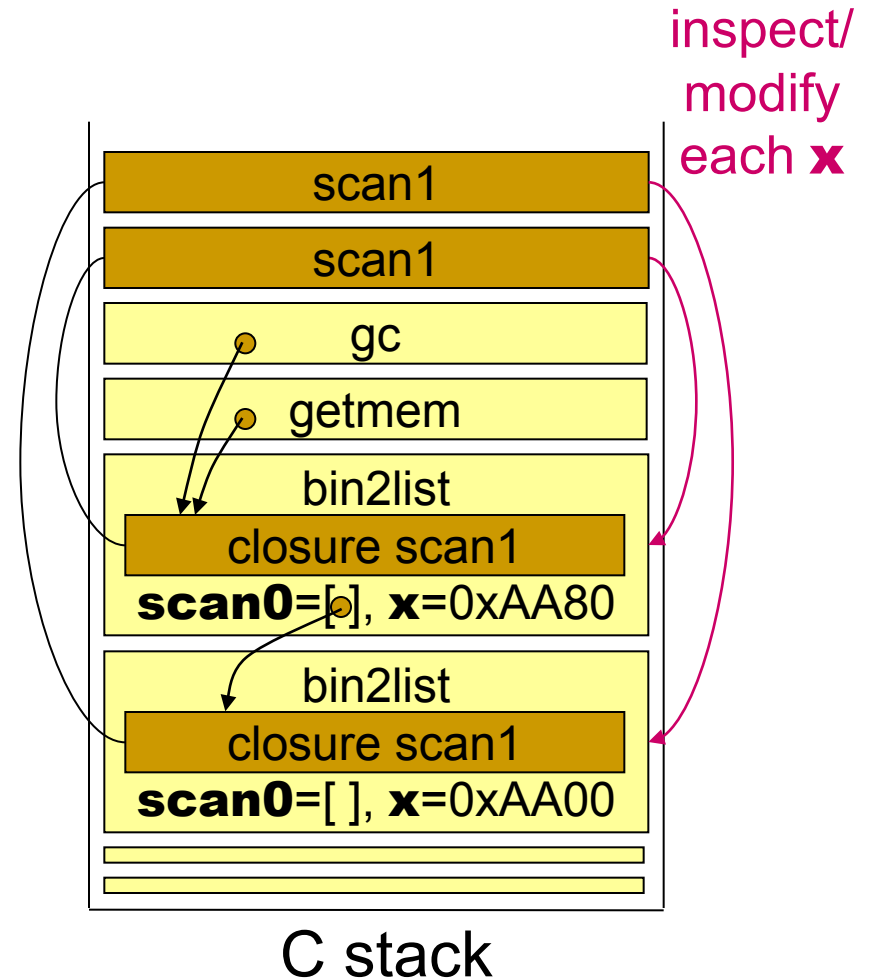 inspect/
modify
each x
scan1
scan1
gc
getmem
bin2list
closure scan1
scan0=[ ], x=0xAA80
bin2list
closure scan1
scan0=[ ], x=0xAA00
C stack